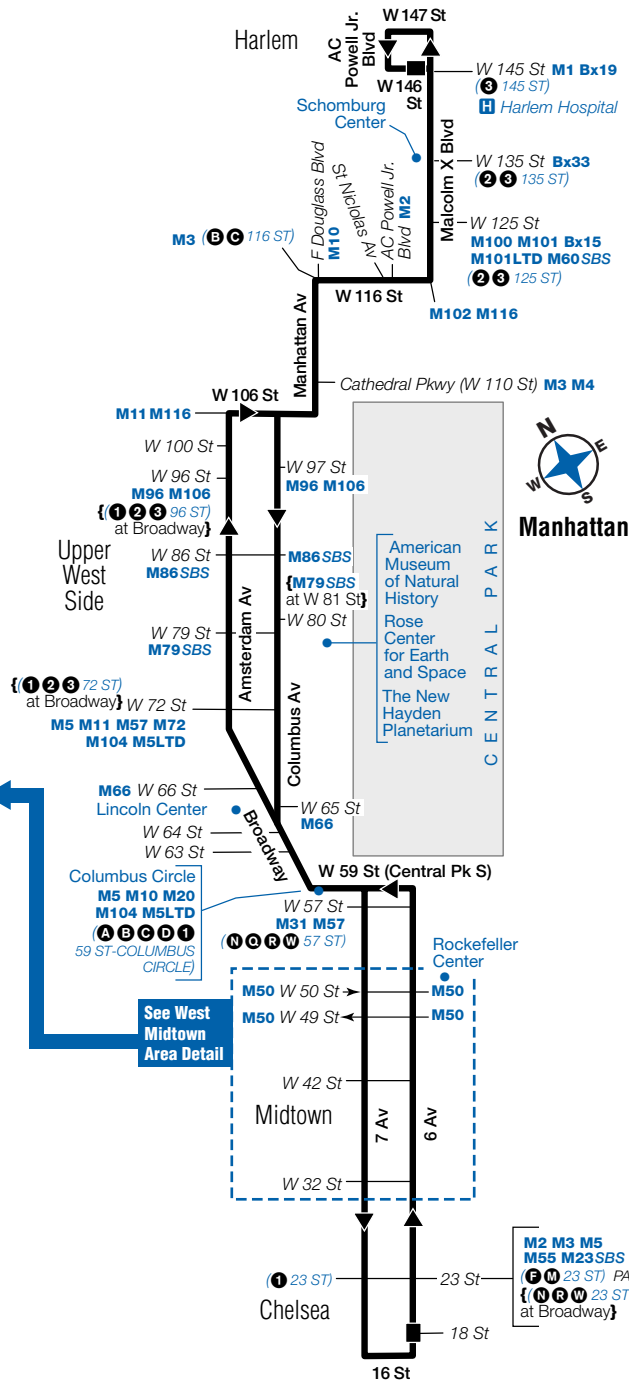 W 147 St
Harlem
AC
Powell Jr.
Blvd
W 146
St
W 145 St M1 Bx19
(3 145 ST)
H Harlem Hospital
Schomburg
Center
Malcolm X Blvd
W 135 St Bx33
(2 3 135 ST)
F Douglass Blvd
M10
St Niclolas Av
AC Powell Jr.
Blvd M2
W 125 St
M100 M101 Bx15
M101LTD M60SBS
(2 3 125 ST)
M3 (B C 116 ST)
W 116 St
M102 M116
Manhattan Av
Cathedral Pkwy (W 110 St) M3 M4
W 106 St
M11 M116
W 100 St
W 96 St
M96 M106
{(1 2 3 96 ST)
at Broadway}
W 97 St
M96 M106
N
E
W
S
Manhattan
Upper
West
Side
W 86 St
M86SBS
M86SBS
{M79SBS
at W 81 St}
W 80 St
W 79 St
M79SBS
Amsterdam Av
Columbus Av
American
Museum
of Natural
History
Rose
Center
for Earth
and Space
The New
Hayden
Planetarium
CENTRAL PARK
{(1 2 3 72 ST)
at Broadway} W 72 St
M5 M11 M57 M72
M104 M5LTD
M66 W 66 St
Lincoln Center
W 65 St
M66
W 64 St
W 63 St
Broadway
W 59 St (Central Pk S)
Columbus Circle
M5 M10 M20
M104 M5LTD
(A B C D 1
59 ST-COLUMBUS
CIRCLE)
W 57 St
M31 M57
(N Q R W 57 ST)
Rockefeller
Center
M50 W 50 St M50
M50 W 49 St M50
See West
Midtown
Area Detail
W 42 St
Midtown
7 Av
6 Av
W 32 St
(1 23 ST)
23 St
M2 M3 M5
M55 M23SBS
(F M 23 ST) PA
{(N R W 23 ST
at Broadway}
Chelsea
18 St
16 St